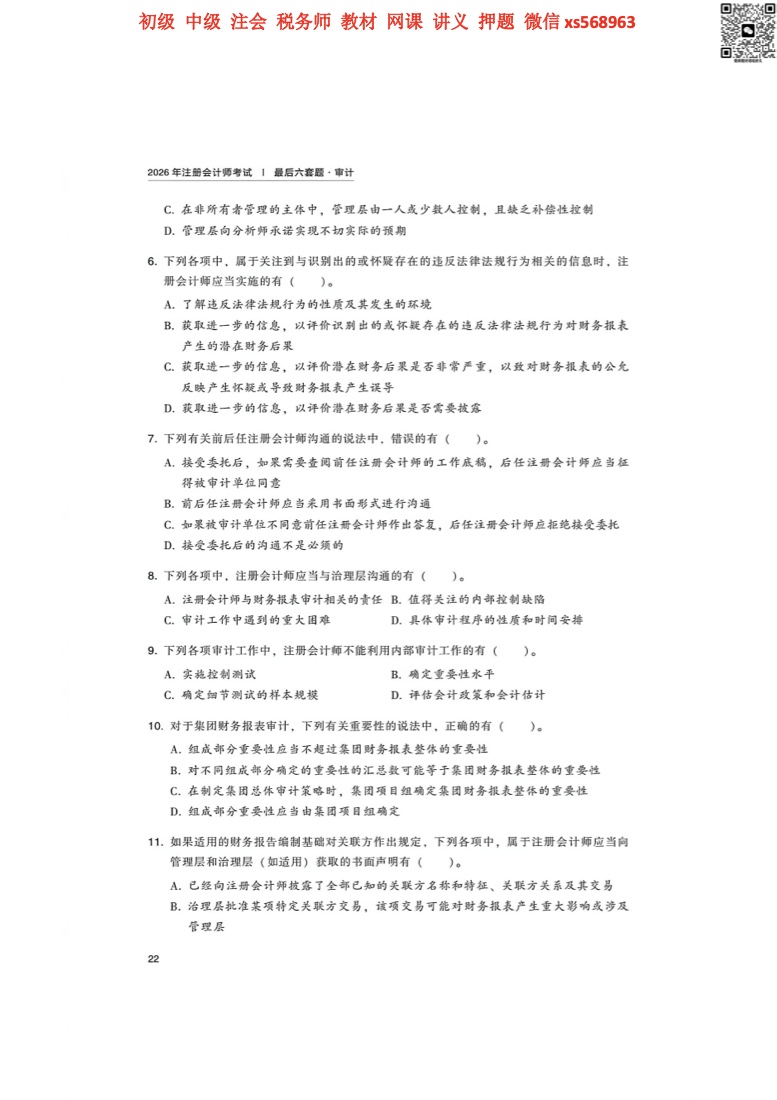 初级 中级 注会 税务师 教材 网课 讲义 押题 微信 xs568963
2026 年注册会计师考试 | 最后六套题·审计
C. 在非所有者管理的主体中，管理层由一人或少数人控制，且缺乏补偿性控制
D. 管理层向分析师承诺实现不切实际的预期
6. 下列各项中，属于关注到与识别出的或怀疑存在的违反法律法规行为相关的信息时，注
册会计师应当实施的有（　　）。
A. 了解违反法律法规行为的性质及其发生的环境
B. 获取进一步的信息，以评价识别出的或怀疑存在的违反法律法规行为对财务报表
产生的潜在财务后果
C. 获取进一步的信息，以评价潜在财务后果是否非常严重，以致对财务报表的公允
反映产生怀疑或导致财务报表产生误导
D. 获取进一步的信息，以评价潜在财务后果是否需要披露
7. 下列有关前后任注册会计师沟通的说法中，错误的有（　　）。
A. 接受委托后，如果需要查阅前任注册会计师的工作底稿，后任注册会计师应当征
得被审计单位同意
B. 前后任注册会计师应当采用书面形式进行沟通
C. 如果被审计单位不同意前任注册会计师作出答复，后任注册会计师应拒绝接受委托
D. 接受委托后的沟通不是必须的
8. 下列各项中，注册会计师应当与治理层沟通的有（　　）。
A. 注册会计师与财务报表审计相关的责任 B. 值得关注的内部控制缺陷
C. 审计工作中遇到的重大困难 D. 具体审计程序的性质和时间安排
9. 下列各项审计工作中，注册会计师不能利用内部审计工作的有（　　）。
A. 实施控制测试 B. 确定重要性水平
C. 确定细节测试的样本规模 D. 评估会计政策和会计估计
10. 对于集团财务报表审计，下列有关重要性的说法中，正确的有（　　）。
A. 组成部分重要性应当不超过集团财务报表整体的重要性
B. 对不同组成部分确定的重要性的汇总数可能等于集团财务报表整体的重要性
C. 在制定集团总体审计策略时，集团项目组确定集团财务报表整体的重要性
D. 组成部分重要性应当由集团项目组确定
11. 如果适用的财务报告编制基础对关联方作出规定，下列各项中，属于注册会计师应当向
管理层和治理层（如适用）获取的书面声明有（　　）。
A. 已经向注册会计师披露了全部已知的关联方名称和特征、关联方关系及其交易
B. 治理层批准某项特定关联方交易，该项交易可能对财务报表产生重大影响或涉及
管理层
22